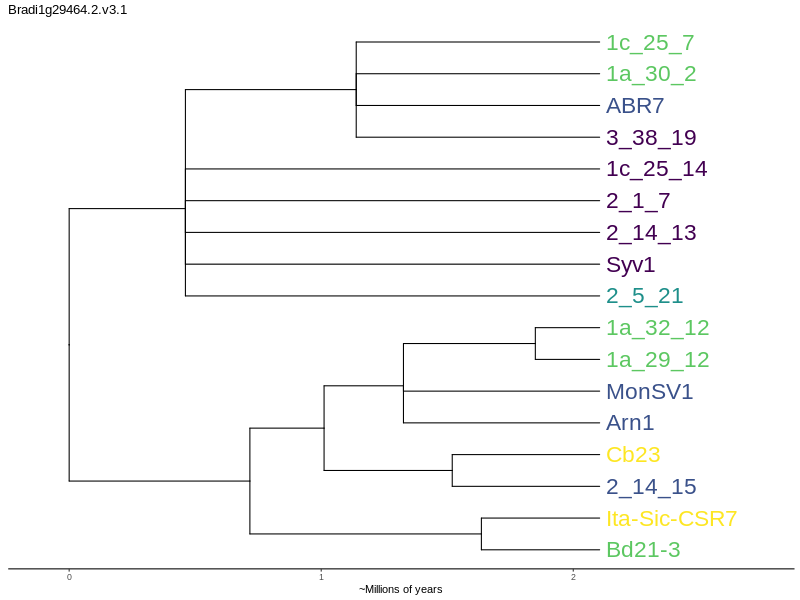 Bradi1g29464.2.v3.1
1c_25_7
1a_30_2
ABR7
3_38_19
1c_25_14
2_1_7
2_14_13
Syv1
2_5_21
1a_32_12
1a_29_12
MonSV1
Arn1
Cb23
2_14_15
Ita-Sic-CSR7
Bd21-3
0 1 2
~Millions of years